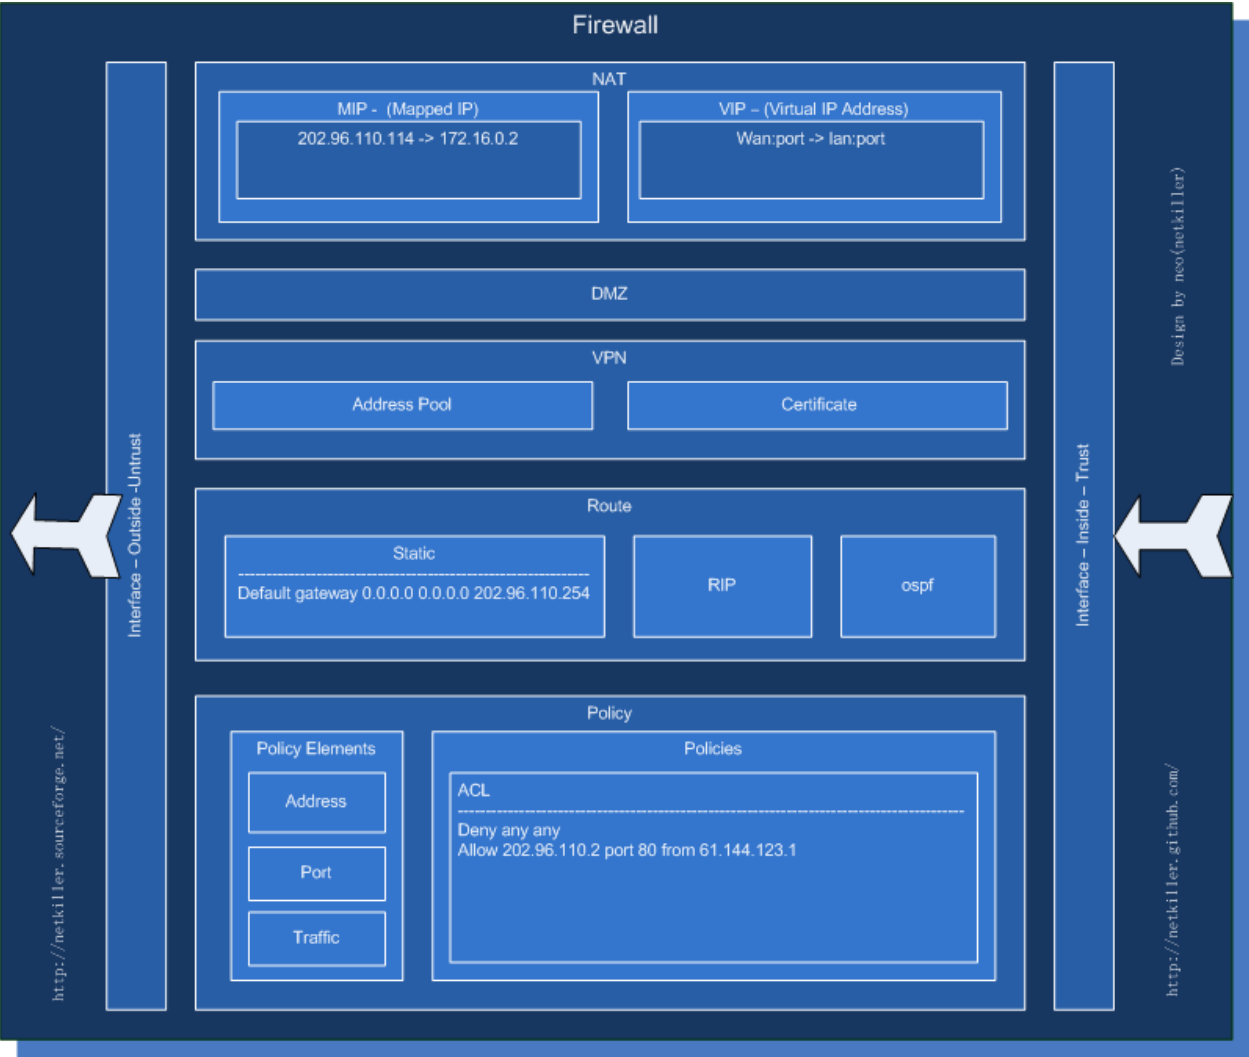 Firewall
NAT
MIP -  (Mapped IP)
202.96.110.114 -> 172.16.0.2
VIP – (Virtual IP Address)
Wan:port -> lan:port
DMZ
VPN
Address Pool
Certificate
Route
Static
Default gateway 0.0.0.0 0.0.0.0 202.96.110.254
RIP
ospf
Policy
Policy Elements
Address
Port
Traffic
Policies
ACL
Deny any any
Allow 202.96.110.2 port 80 from 61.144.123.1
Interface – Outside -Untrust
Interface – Inside – Trust
Design by neo(netkiller)
http://netkiller.sourceforge.net/
http://netkiller.github.com/